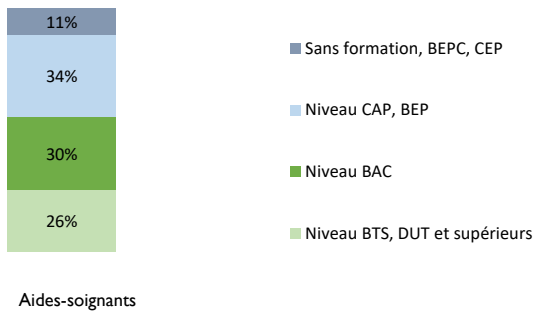 11%
34%
30%
26%
Sans formation, BEPC, CEP
Niveau CAP, BEP
Niveau BAC
Niveau BTS, DUT et supérieurs
Aides-soignants